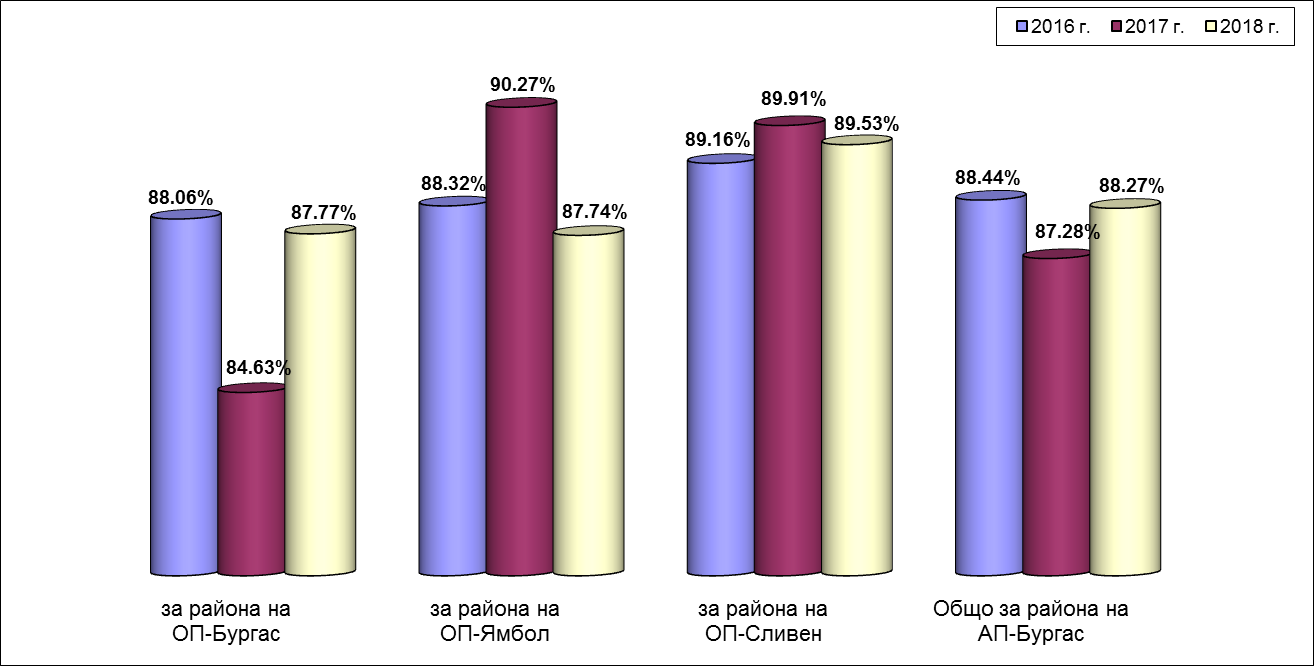 2016 г. 2017 г. 2018 г.
88.06% 84.63% 87.77%
88.32% 90.27% 87.74%
89.16% 89.91% 89.53%
88.44% 87.28% 88.27%
за района на
ОП-Бургас
за района на
ОП-Ямбол
за района на
ОП-Сливен
Общо за района на
АП-Бургас